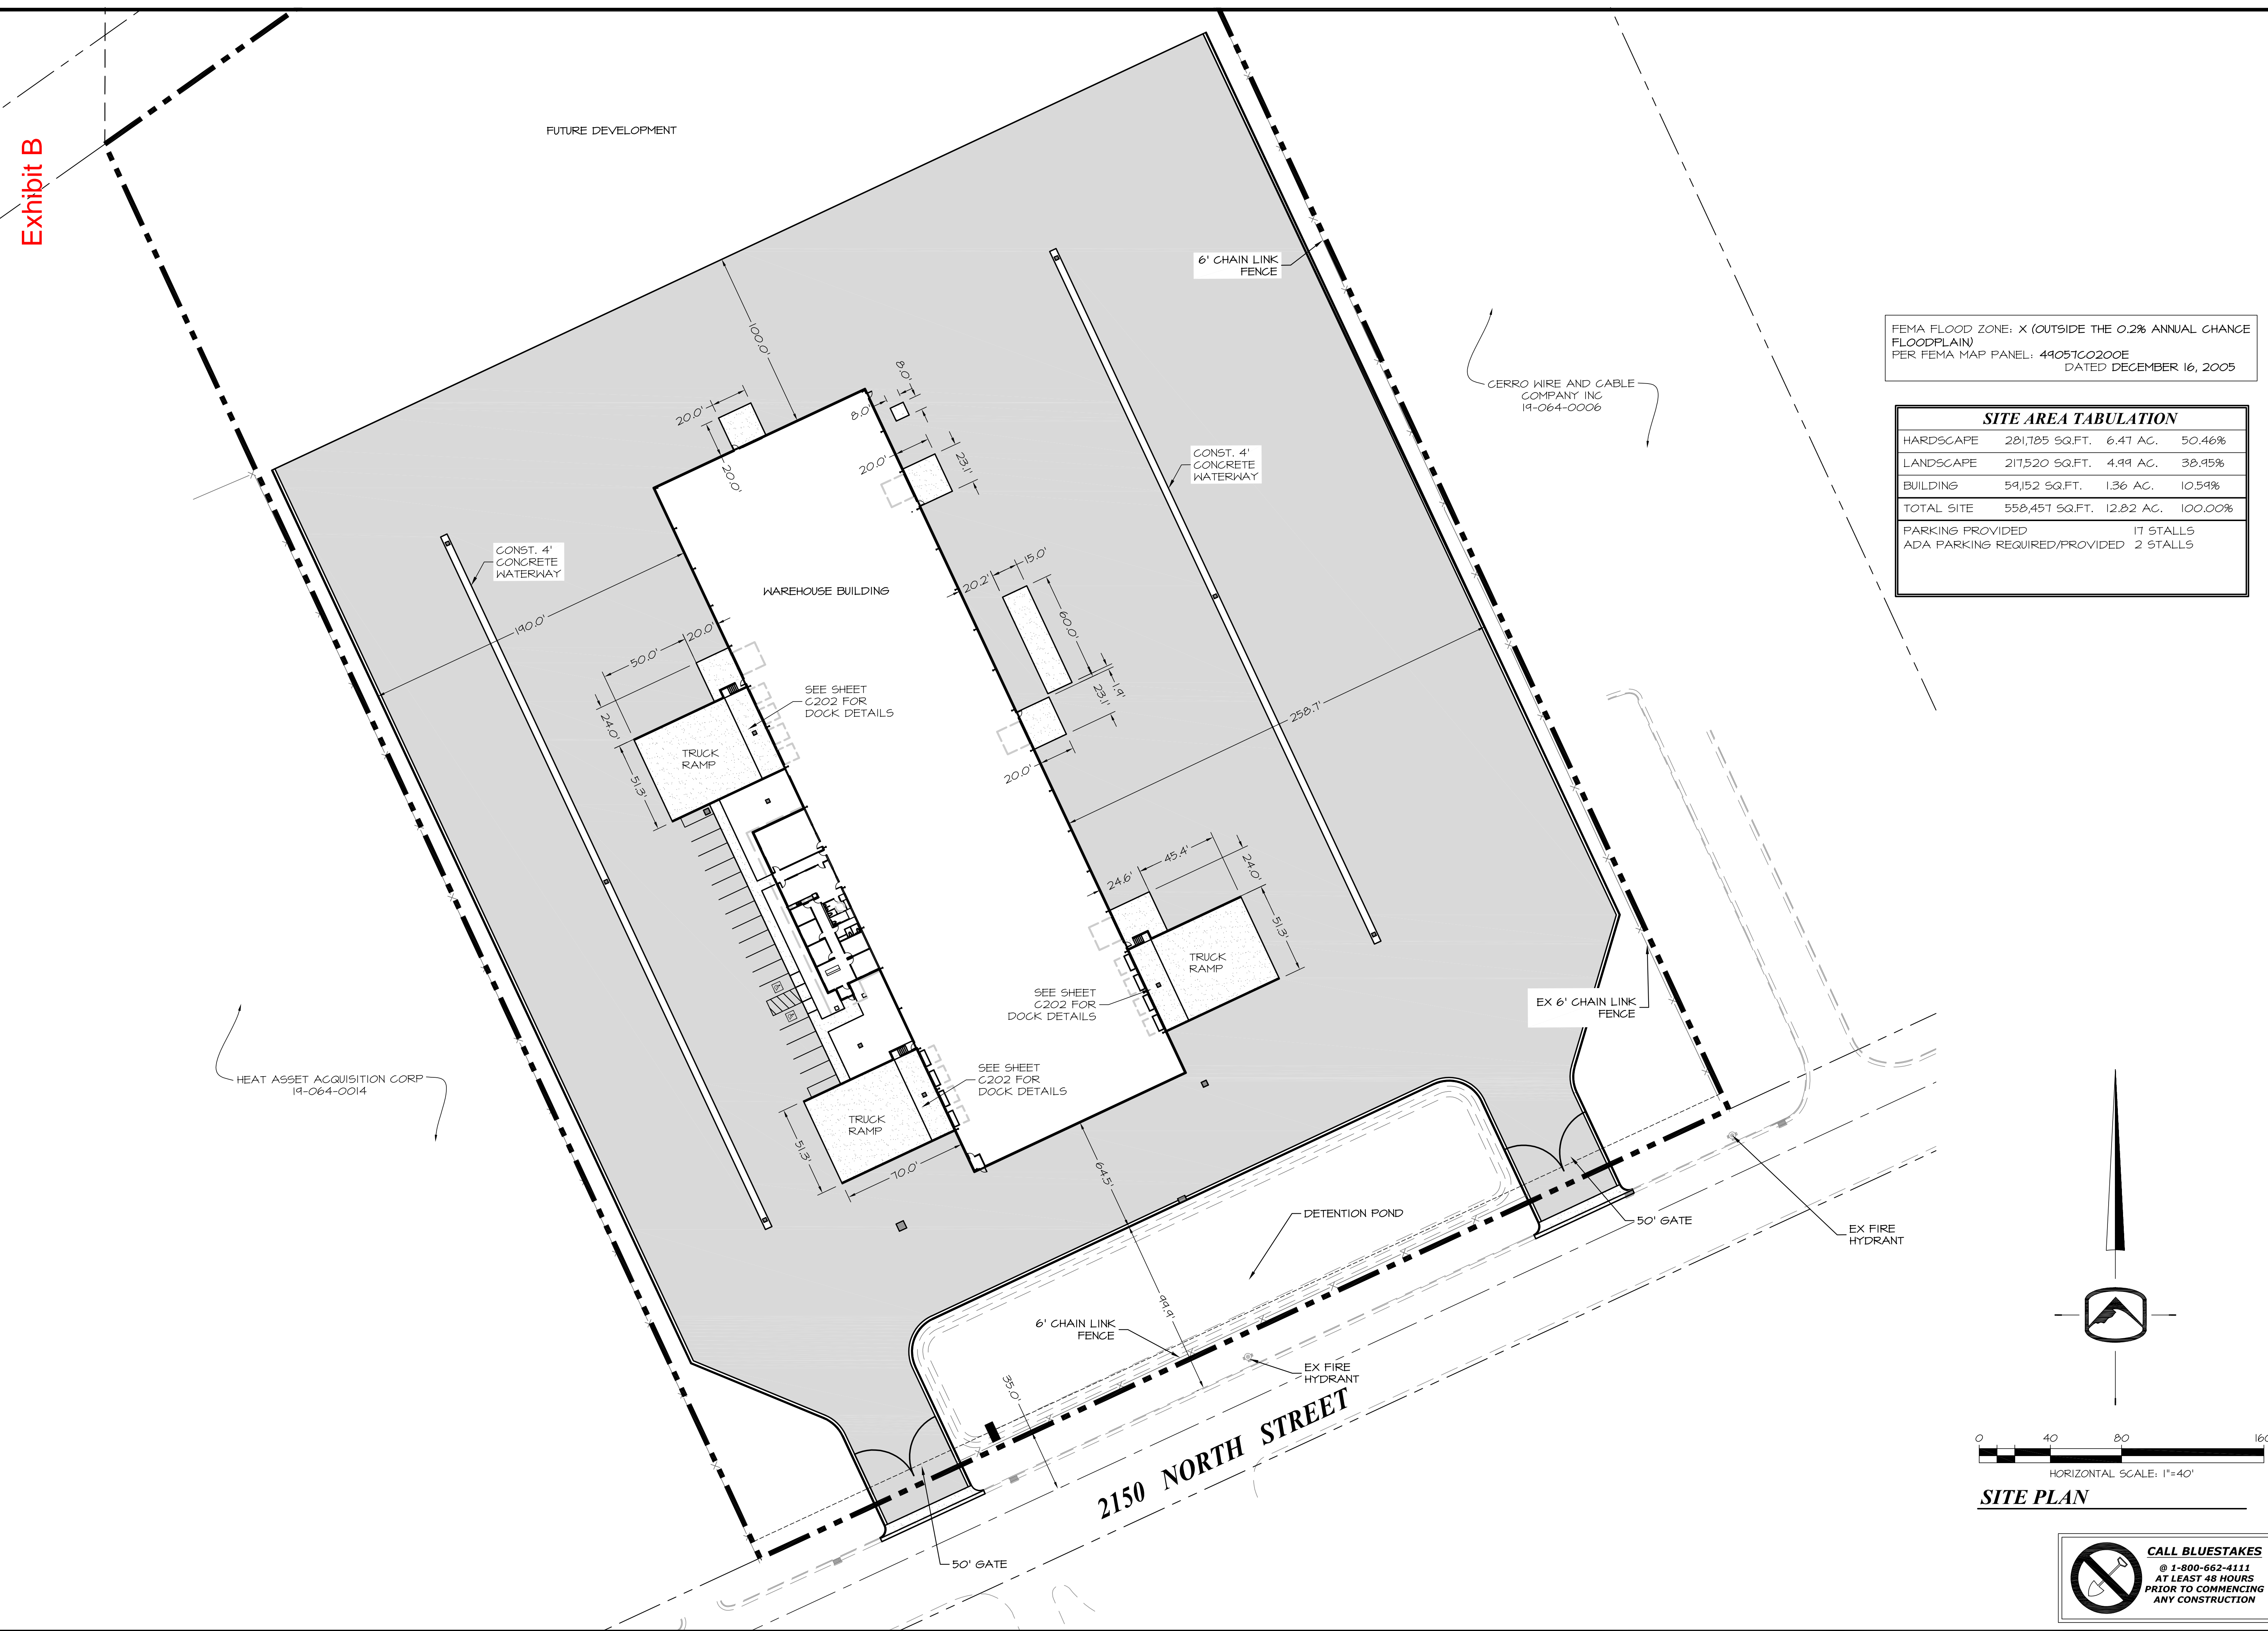 Exhibit B
FUTURE DEVELOPMENT
6' CHAIN LINK
FENCE
100.0'
20.0'
20.0'
20.0'
8.0'
8.0'
20.0'
23.1'
CONST. 4'
CONCRETE
WATERWAY
CERRO WIRE AND CABLE
COMPANY INC
19-064-0006
FEMA FLOOD ZONE: X (OUTSIDE THE 0.2% ANNUAL CHANCE
FLOODPLAIN)
PER FEMA MAP PANEL: 49057C0200E
DATED DECEMBER 16, 2005
SITE AREA TABULATION
HARDSCAPE 281,785 SQ.FT. 6.47 AC. 50.46%
LANDSCAPE 217,520 SQ.FT. 4.99 AC. 38.95%
BUILDING 59,152 SQ.FT. 1.36 AC. 10.59%
TOTAL SITE 558,457 SQ.FT. 12.82 AC. 100.00%
PARKING PROVIDED 17 STALLS
ADA PARKING REQUIRED/PROVIDED 2 STALLS
CONST. 4'
CONCRETE
WATERWAY
WAREHOUSE BUILDING
20.2'
15.0'
60.0'
1.9'
23.1'
20.0'
190.0'
50.0'
20.0'
24.0'
51.3'
SEE SHEET
C202 FOR
DOCK DETAILS
TRUCK
RAMP
258.7'
24.6'
45.4'
24.0'
51.3'
TRUCK
RAMP
SEE SHEET
C202 FOR
DOCK DETAILS
EX 6' CHAIN LINK
FENCE
HEAT ASSET ACQUISITION CORP
19-064-0014
SEE SHEET
C202 FOR
DOCK DETAILS
TRUCK
RAMP
51.3'
70.0'
64.5'
99.9'
DETENTION POND
50' GATE
EX FIRE
HYDRANT
6' CHAIN LINK
FENCE
EX FIRE
HYDRANT
35.0'
2150 NORTH STREET
50' GATE
0 40 80 160
HORIZONTAL SCALE: 1"=40'
SITE PLAN
CALL BLUESTAKES
@ 1-800-662-4111
AT LEAST 48 HOURS
PRIOR TO COMMENCING
ANY CONSTRUCTION